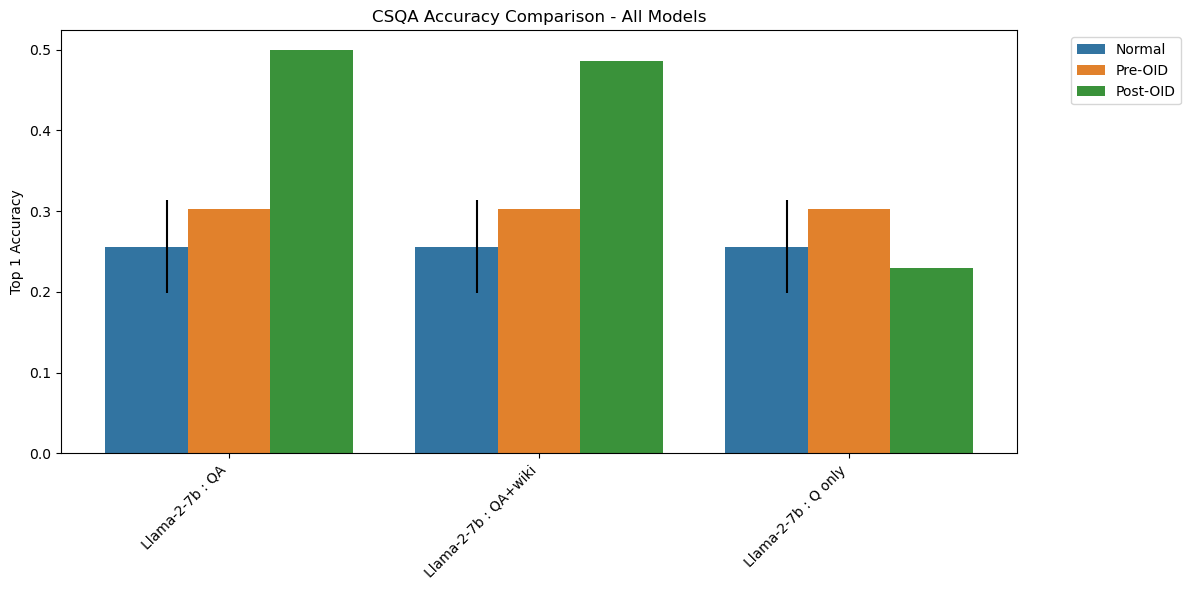 CSQA Accuracy Comparison - All Models
Normal
Pre-OID
Post-OID
Top 1 Accuracy
0.5
0.4
0.3
0.2
0.1
0.0
Llama-2-7b : QA
Llama-2-7b : QA+wiki
Llama-2-7b : Q only